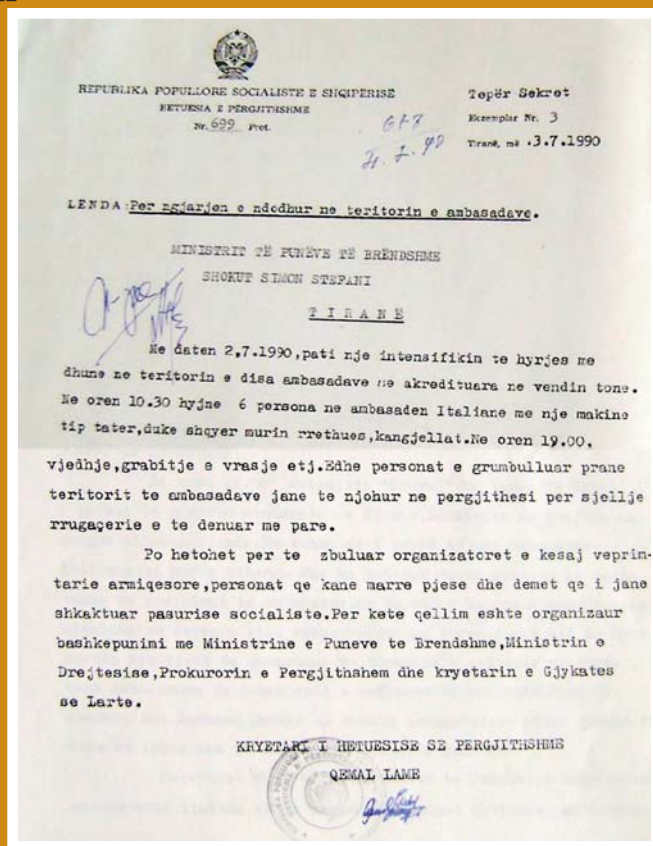 REPUBLIKA POPULLORE SOCIALISTE E SHQIPERISE
HETUESIA E PËRGJITHSHME
Nr. 699 Prot.
Tepër Sekret
Ekzemplar Nr. 3
Tiranë, më .3.7.1990
LENDA:Per ngjarjen e ndodhur ne teritorin e ambasadave.
MINISTRIT TË PUNËVE TË BRËNDSHME
SHOKUT SIMON STEFANI
TIRANË
Ne daten 2.7.1990,pati nje intensifikin te hyrjes me
dhune ne teritorin e disa ambasadave ne akredituara ne vendin tone.
Ne oren 10.30 hyjne 6 persona ne ambasaden Italiane me nje makine
tip tater,duke shqyer murin rrethues,kangjellat.Ne oren 19.00,
vjedhje,grabitje e vrasje etj.Edhe personat e grumbulluar prane
teritorit te ambasadave jane te njohur ne pergjithesi per sjellje
rrugaçerie e te denuar me pare.
Po hetohet per te zbuluar organizatoret e kesaj veprim-
tarie armiqesore,personat qe kane marre pjese dhe demet qe i jane
shkaktuar pasurise socialiste.Per kete qellim eshte organizaur
bashkepunimi me Ministrine e Puneve te Brendshme,Ministrin e
Drejtesise,Prokurorin e Pergjithshem dhe kryetarin e Gjykates
se Larte.
KRYETARI I HETUESISE SE PERGJITHSHME
QEMAL LAME